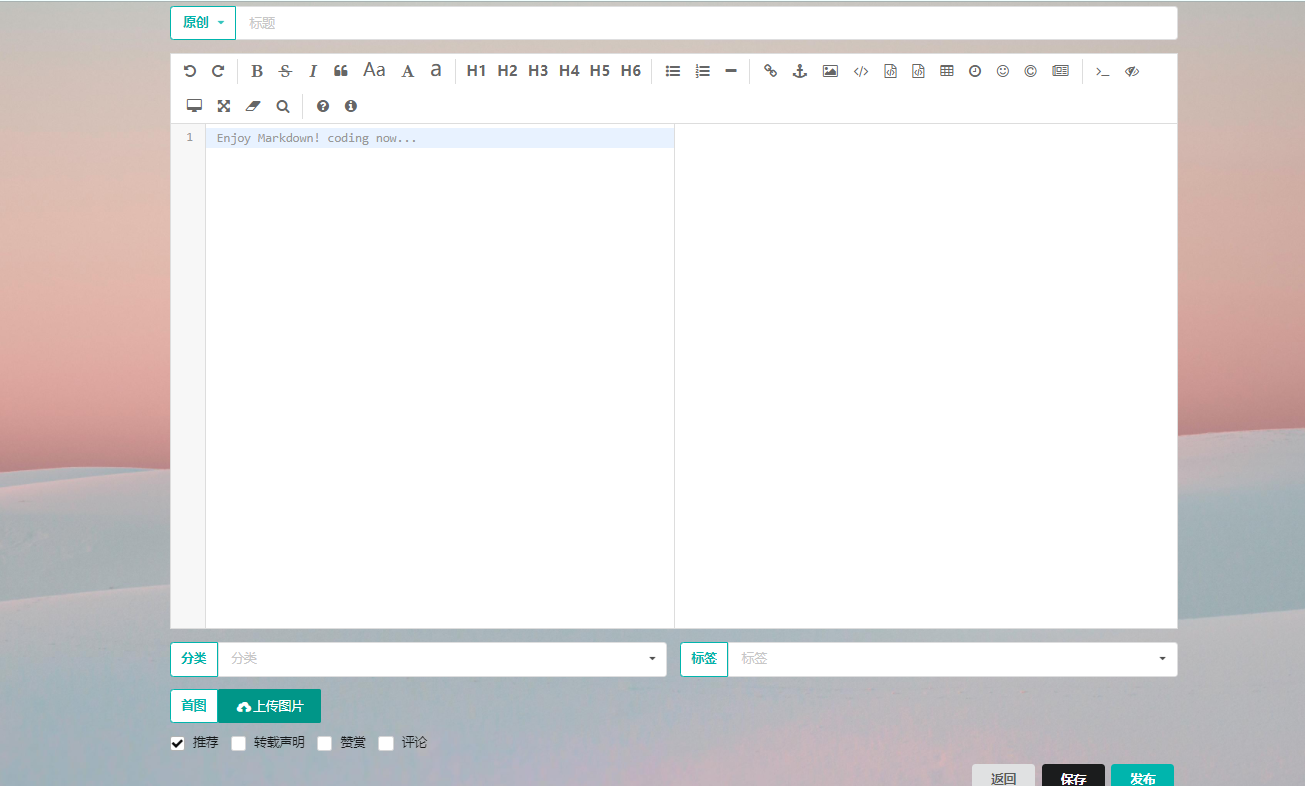 原创 标题
B S I “ Aa A a H1 H2 H3 H4 H5 H6
1 Enjoy Markdown! coding now...
分类 分类 标签 标签
首图 上传图片
推荐 转载声明 赞赏 评论
返回 保存 发布